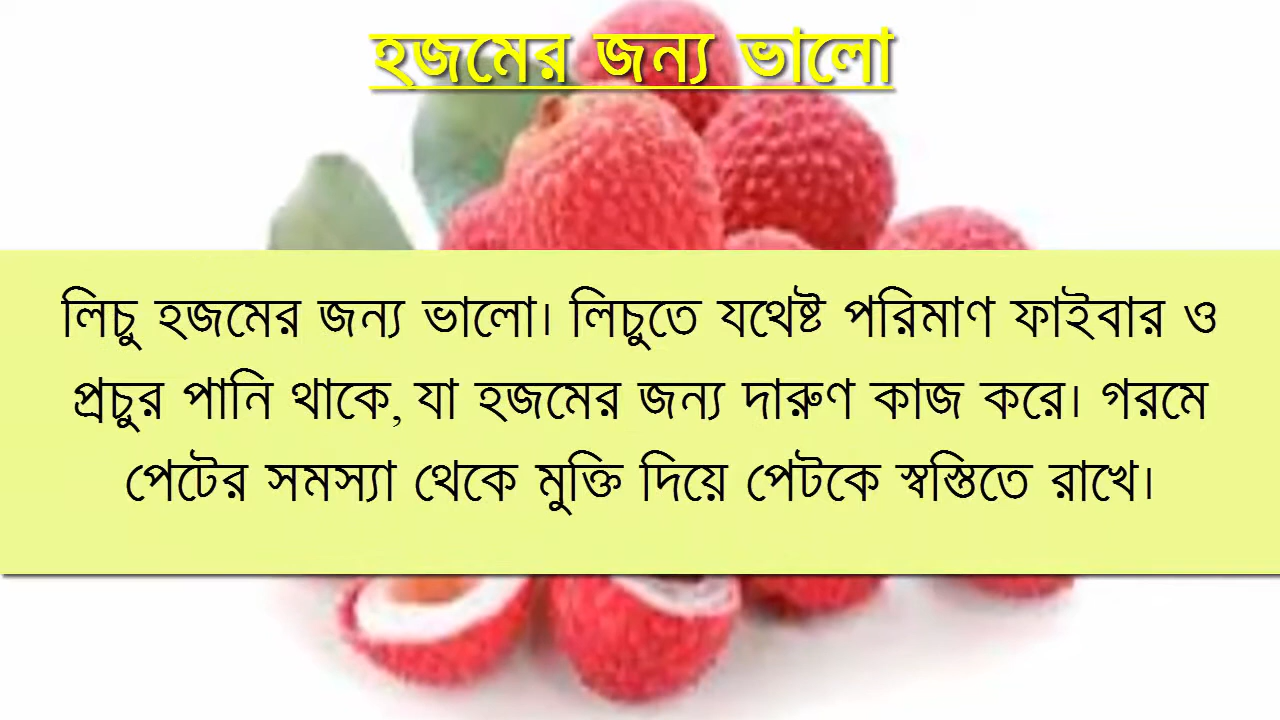 হজমের জন্য ভালো
লিচু হজমের জন্য ভালো। লিচুতে যথেষ্ট পরিমাণ ফাইবার ও
প্রচুর পানি থাকে, যা হজমের জন্য দারুণ কাজ করে। গরমে
পেটের সমস্যা থেকে মুক্তি দিয়ে পেটকে স্বস্তিতে রাখে।